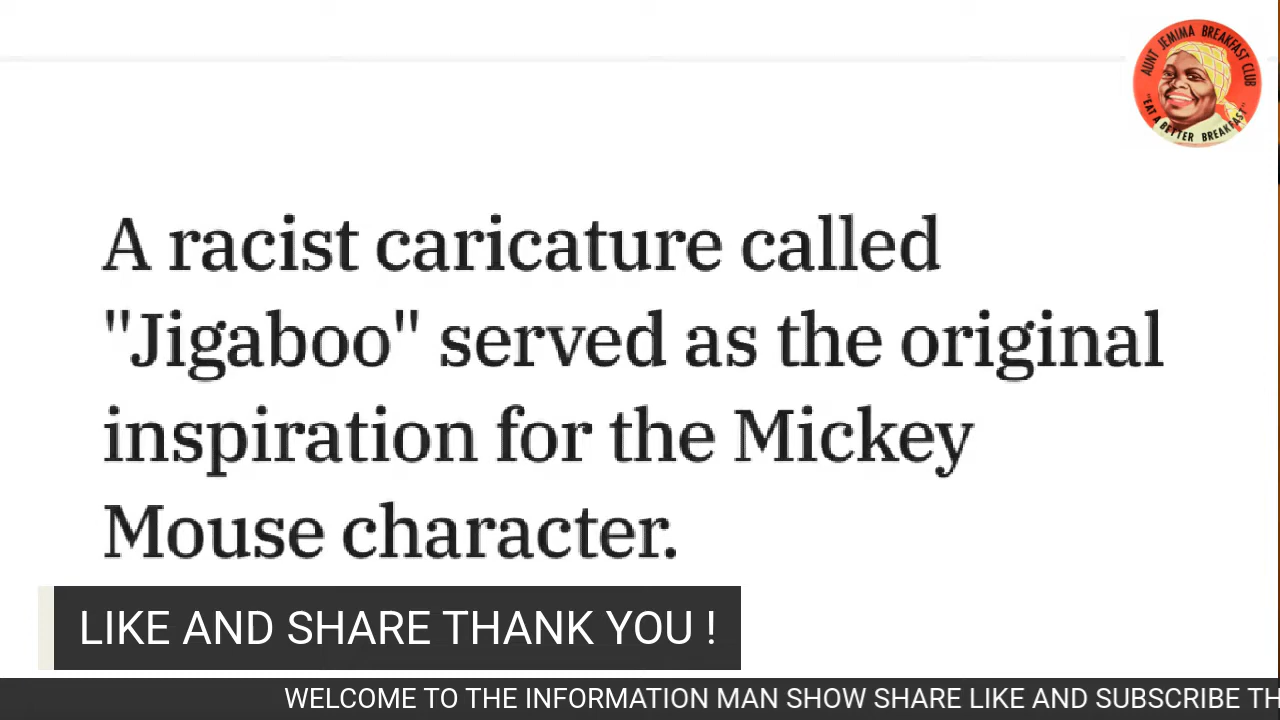 AUNT JEMIMA BREAKFAST CLUB
"EAT A BETTER BREAKFAST"
A racist caricature called
"Jigaboo" served as the original
inspiration for the Mickey
Mouse character.
LIKE AND SHARE THANK YOU !
WELCOME TO THE INFORMATION MAN SHOW SHARE LIKE AND SUBSCRIBE TH